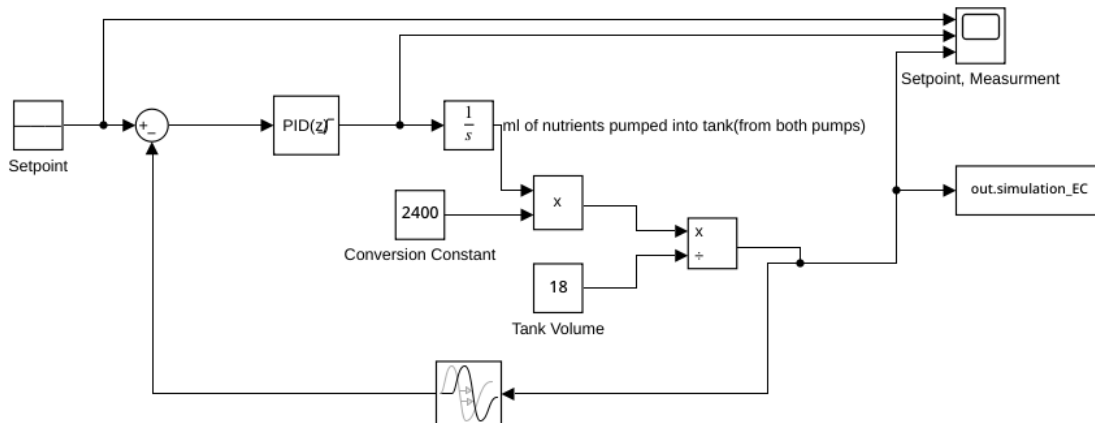 Setpoint, Measurment
Setpoint
+
−
PID(z)
1
s
ml of nutrients pumped into tank(from both pumps)
2400
Conversion Constant
x
x
÷
18
Tank Volume
out.simulation_EC